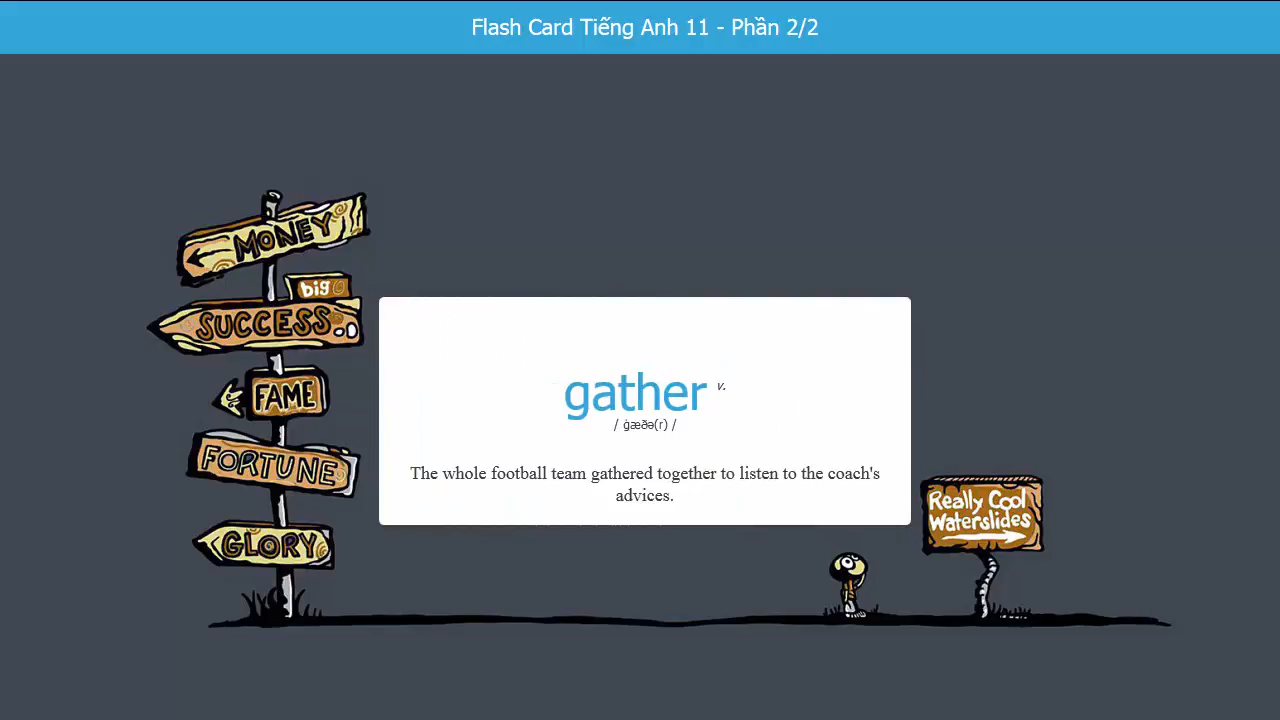 Flash Card Tiếng Anh 11 - Phần 2/2
MONEY
big
SUCCESS
FAME
FORTUNE
GLORY
gather v.
/ ɡ̍æðə(r) /
The whole football team gathered together to listen to the coach's
advices.
Really Cool
Waterslides